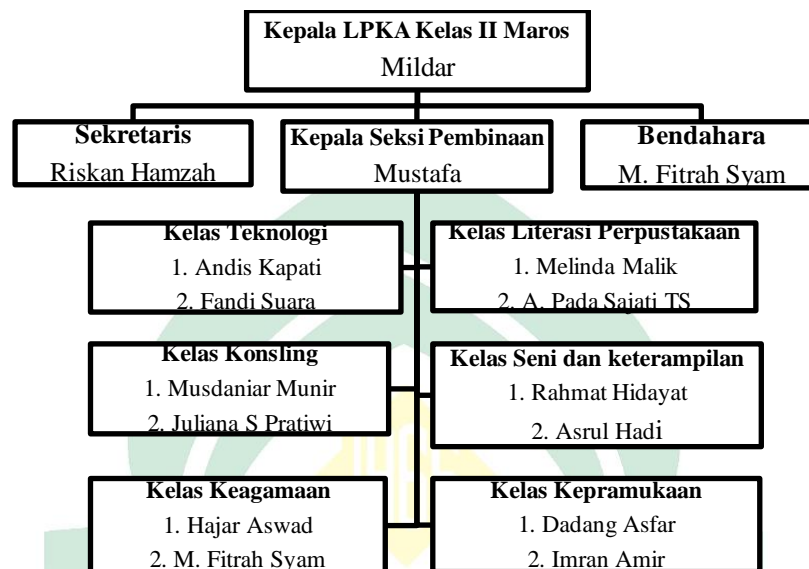 Kepala LPKA Kelas II Maros
Mildar
Sekretaris
Riskan Hamzah
Kepala Seksi Pembinaan
Mustafa
Bendahara
M. Fitrah Syam
Kelas Teknologi
1. Andis Kapati
2. Fandi Suara
Kelas Literasi Perpustakaan
1. Melinda Malik
2. A. Pada Sajati TS
Kelas Konsling
1. Musdaniar Munir
2. Juliana S Pratiwi
Kelas Seni dan keterampilan
1. Rahmat Hidayat
2. Asrul Hadi
Kelas Keagamaan
1. Hajar Aswad
2. M. Fitrah Syam
Kelas Kepramukaan
1. Dadang Asfar
2. Imran Amir